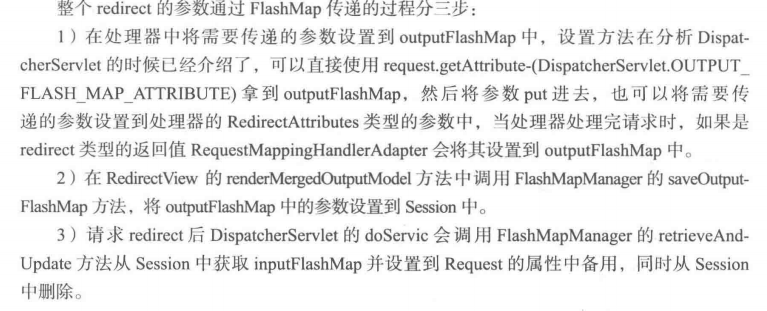 整个 redirect 的参数通过 FlashMap 传递的过程分三步：
1）在处理器中将需要传递的参数设置到 outputFlashMap 中，设置方法在分析 Dispat-
cherServlet 的时候已经介绍了，可以直接使用 request.getAttribute-(DispatcherServlet.OUTPUT_
FLASH_MAP_ATTRIBUTE) 拿到 outputFlashMap，然后将参数 put 进去，也可以将需要传
递的参数设置到处理器的 RedirectAttributes 类型的参数中，当处理器处理完请求时，如果是
redirect 类型的返回值 RequestMappingHandlerAdapter 会将其设置到 outputFlashMap 中。
2）在 RedirectView 的 renderMergedOutputModel 方法中调用 FlashMapManager 的 saveOutput-
FlashMap 方法，将 outputFlashMap 中的参数设置到 Session 中。
3）请求 redirect 后 DispatcherServlet 的 doServic 会调用 FlashMapManager 的 retrieveAnd-
Update 方法从 Session 中获取 inputFlashMap 并设置到 Request 的属性中备用，同时从 Session
中删除。